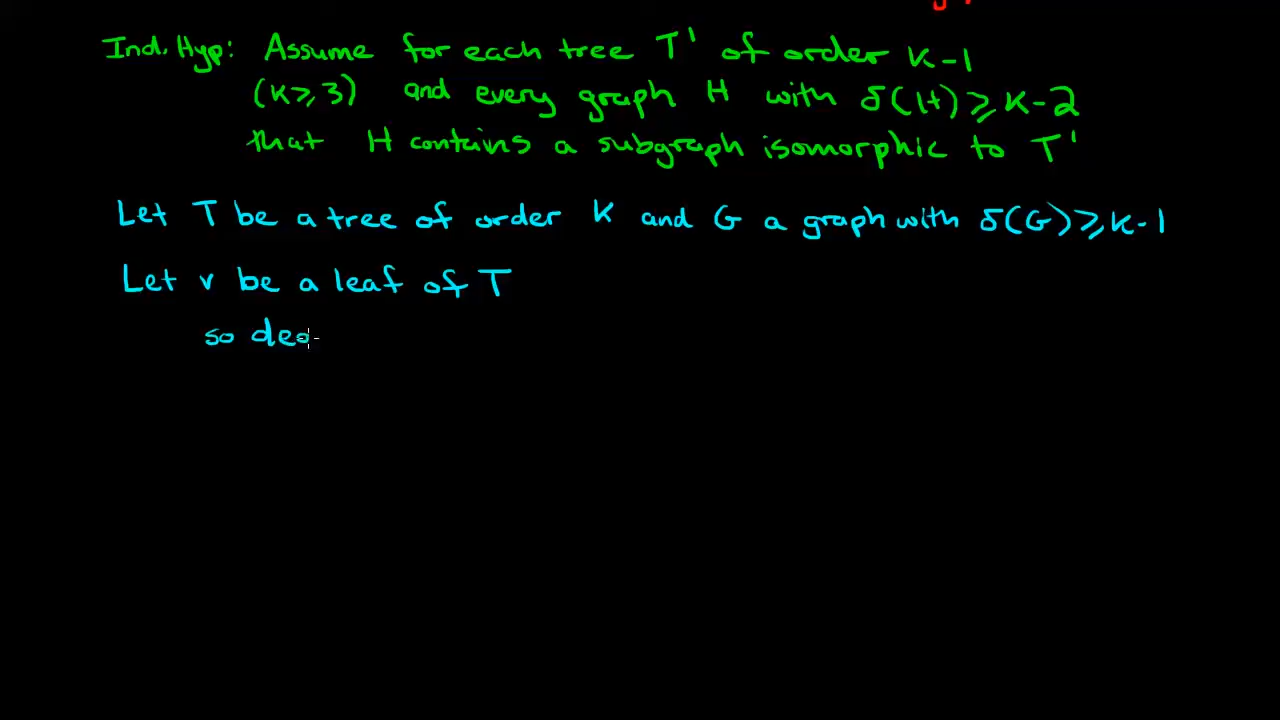 Ind. Hyp: Assume for each tree T' of order K-1
(K≥3) and every graph H with δ(H)≥K-2
that H contains a subgraph isomorphic to T'
Let T be a tree of order K and G a graph with δ(G)≥K-1
Let v be a leaf of T
so deg